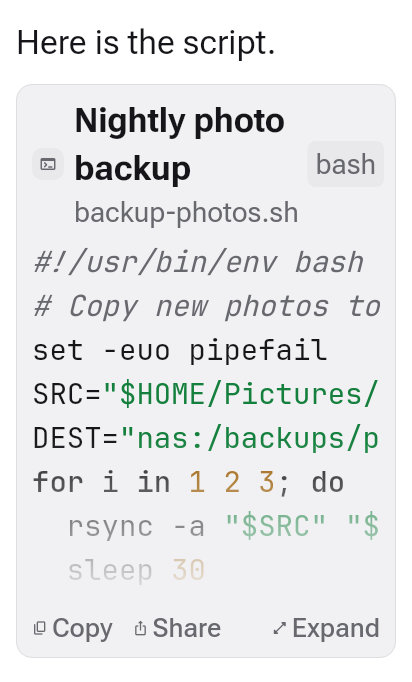 Here is the script.
Nightly photo
backup
bash
backup-photos.sh
#!/usr/bin/env bash
# Copy new photos to
set -euo pipefail
SRC="$HOME/Pictures/
DEST="nas:/backups/p
for i in 1 2 3; do
  rsync -a "$SRC" "$
  sleep 30
Copy Share Expand